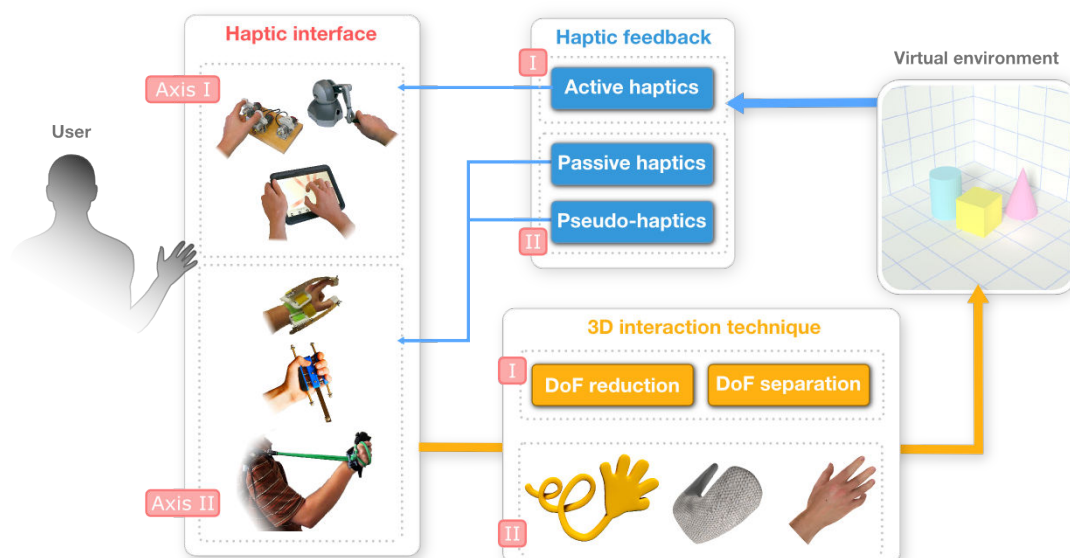 User
Haptic interface
Axis I
Axis II
Haptic feedback
I
Active haptics
Passive haptics
Pseudo-haptics
II
Virtual environment
3D interaction technique
I
DoF reduction
DoF separation
II